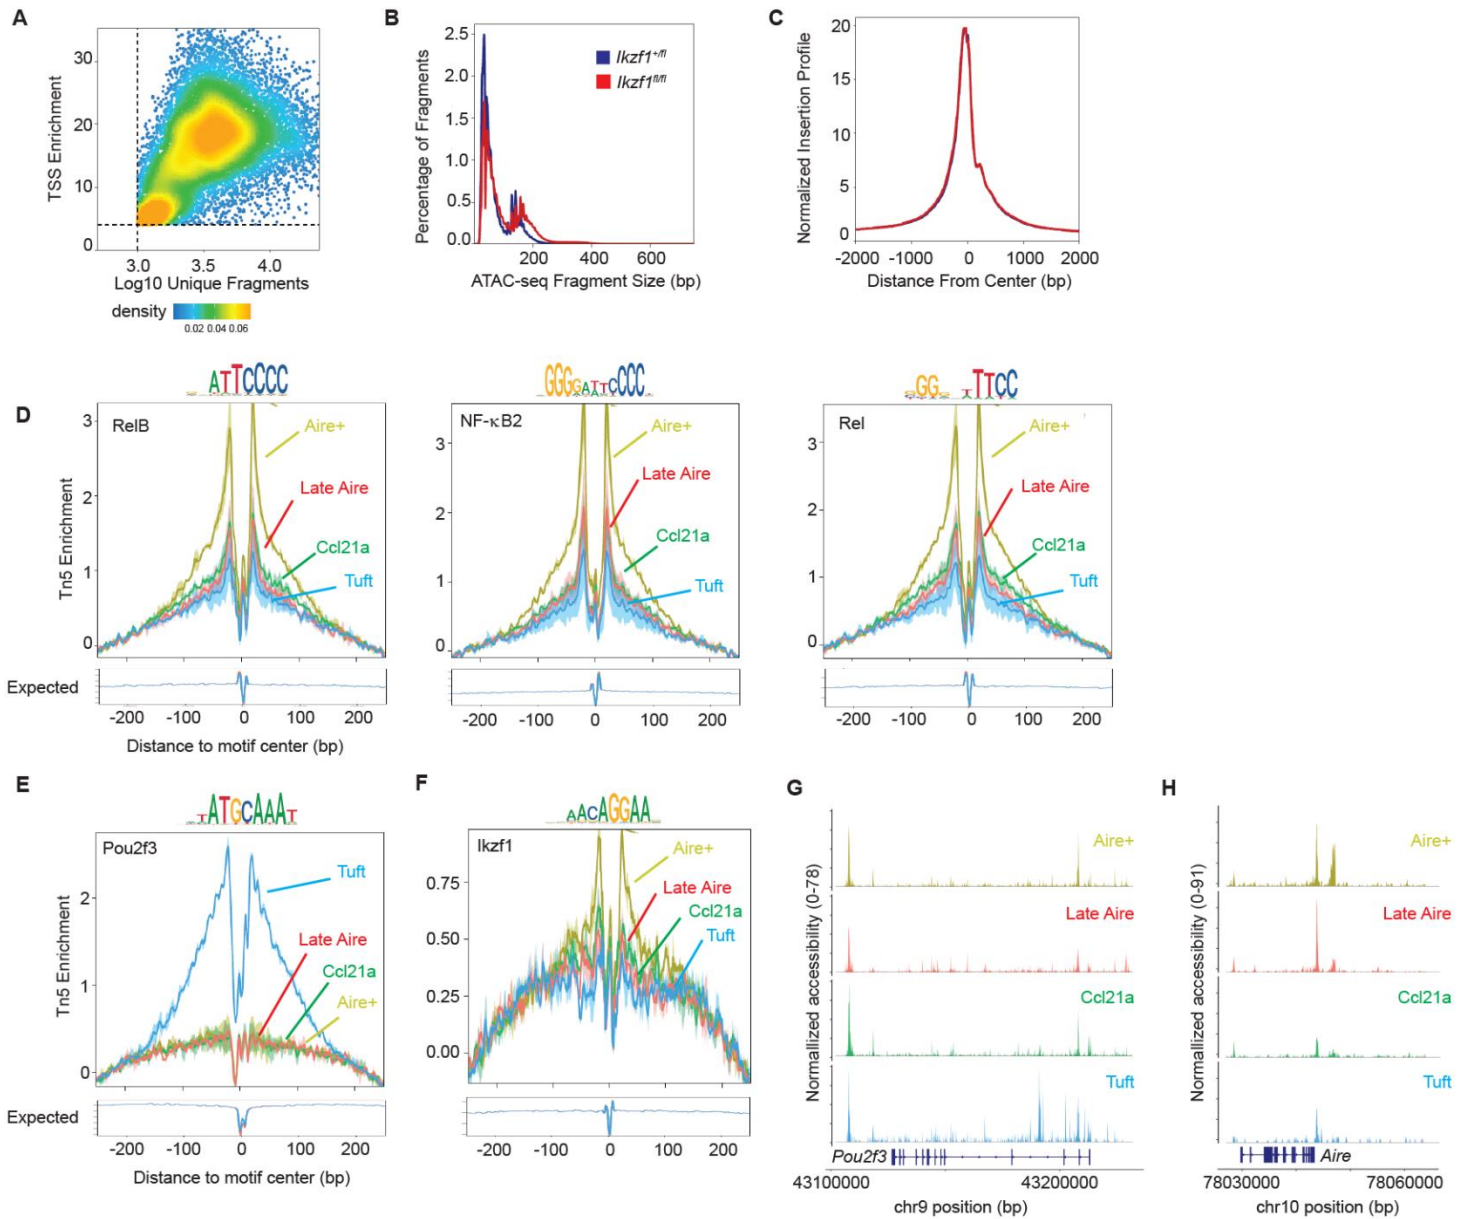 A
TSS Enrichment
30
20
10
0
3.0 3.5 4.0
Log10 Unique Fragments
density
0.02 0.04 0.06
B
Percentage of Fragments
2.5
2.0
1.5
1.0
0.5
0.0
Ikzf1+/fl
Ikzf1fl/fl
200 400 600
ATAC-seq Fragment Size (bp)
C
Normalized Insertion Profile
20
15
10
5
0
-2000 -1000 0 1000 2000
Distance From Center (bp)
D
ATTCCCC
Tn5 Enrichment
3
2
1
0
RelB
Aire+
Late Aire
Ccl21a
Tuft
Expected
-200 -100 0 100 200
Distance to motif center (bp)
GGGGATTCCCC
3
2
1
0
NF-κB2
Aire+
Late Aire
Ccl21a
Tuft
-200 -100 0 100 200
GG TTTCC
3
2
1
0
Rel
Aire+
Late Aire
Ccl21a
Tuft
-200 -100 0 100 200
E
TATGCAAAT
Tn5 Enrichment
2
1
0
Pou2f3
Tuft
Late Aire
Ccl21a
Aire+
Expected
-200 -100 0 100 200
Distance to motif center (bp)
F
AACAGGAA
0.75
0.50
0.25
0.00
Ikzf1
Aire+
Late Aire
Ccl21a
Tuft
-200 -100 0 100 200
G
Normalized accessibility (0-78)
Aire+
Late Aire
Ccl21a
Tuft
Pou2f3
43100000 43200000
chr9 position (bp)
H
Normallized accessibility (0-91)
Aire+
Late Aire
Ccl21a
Tuft
Aire
78030000 78060000
chr10 position (bp)